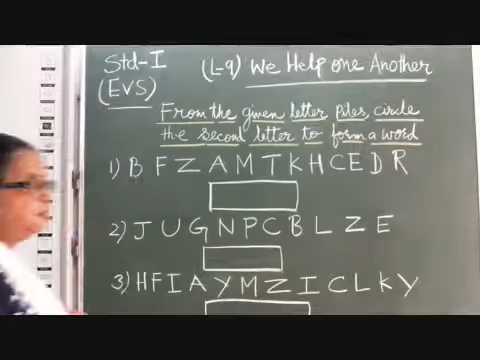 Std-I (L-9) We Help One Another
(EVS)
From the given letter piles, circle
the second letter to form a word
1) B F Z A M T K H C E D R
2) J U G N P C B L Z E
3) H F I A Y M Z I C L K Y